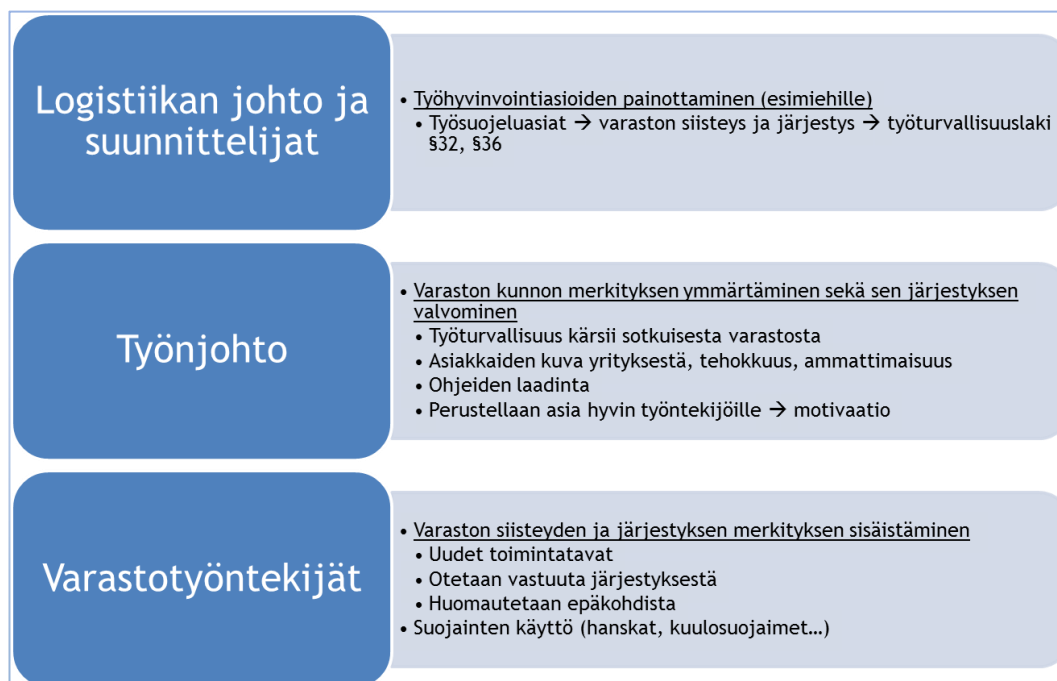 Logistiikan johto ja
suunnittelijat
• Työhyvinvointiasioiden painottaminen (esimiehille)
• Työsuojeluasiat → varaston siisteys ja järjestys → työturvallisuuslaki
§32, §36
Työnjohto
• Varaston kunnon merkityksen ymmärtäminen sekä sen järjestyksen
valvominen
• Työturvallisuus kärsii sotkuisesta varastosta
• Asiakkaiden kuva yrityksestä, tehokkuus, ammattimaisuus
• Ohjeiden laadinta
• Perustellaan asia hyvin työntekijöille → motivaatio
Varastotyöntekijät
• Varaston siisteyden ja järjestyksen merkityksen sisäistäminen
• Uudet toimintatavat
• Otetaan vastuuta järjestyksestä
• Huomautetaan epäkohdista
• Suojainten käyttö (hanskat, kuulosuojaimet…)